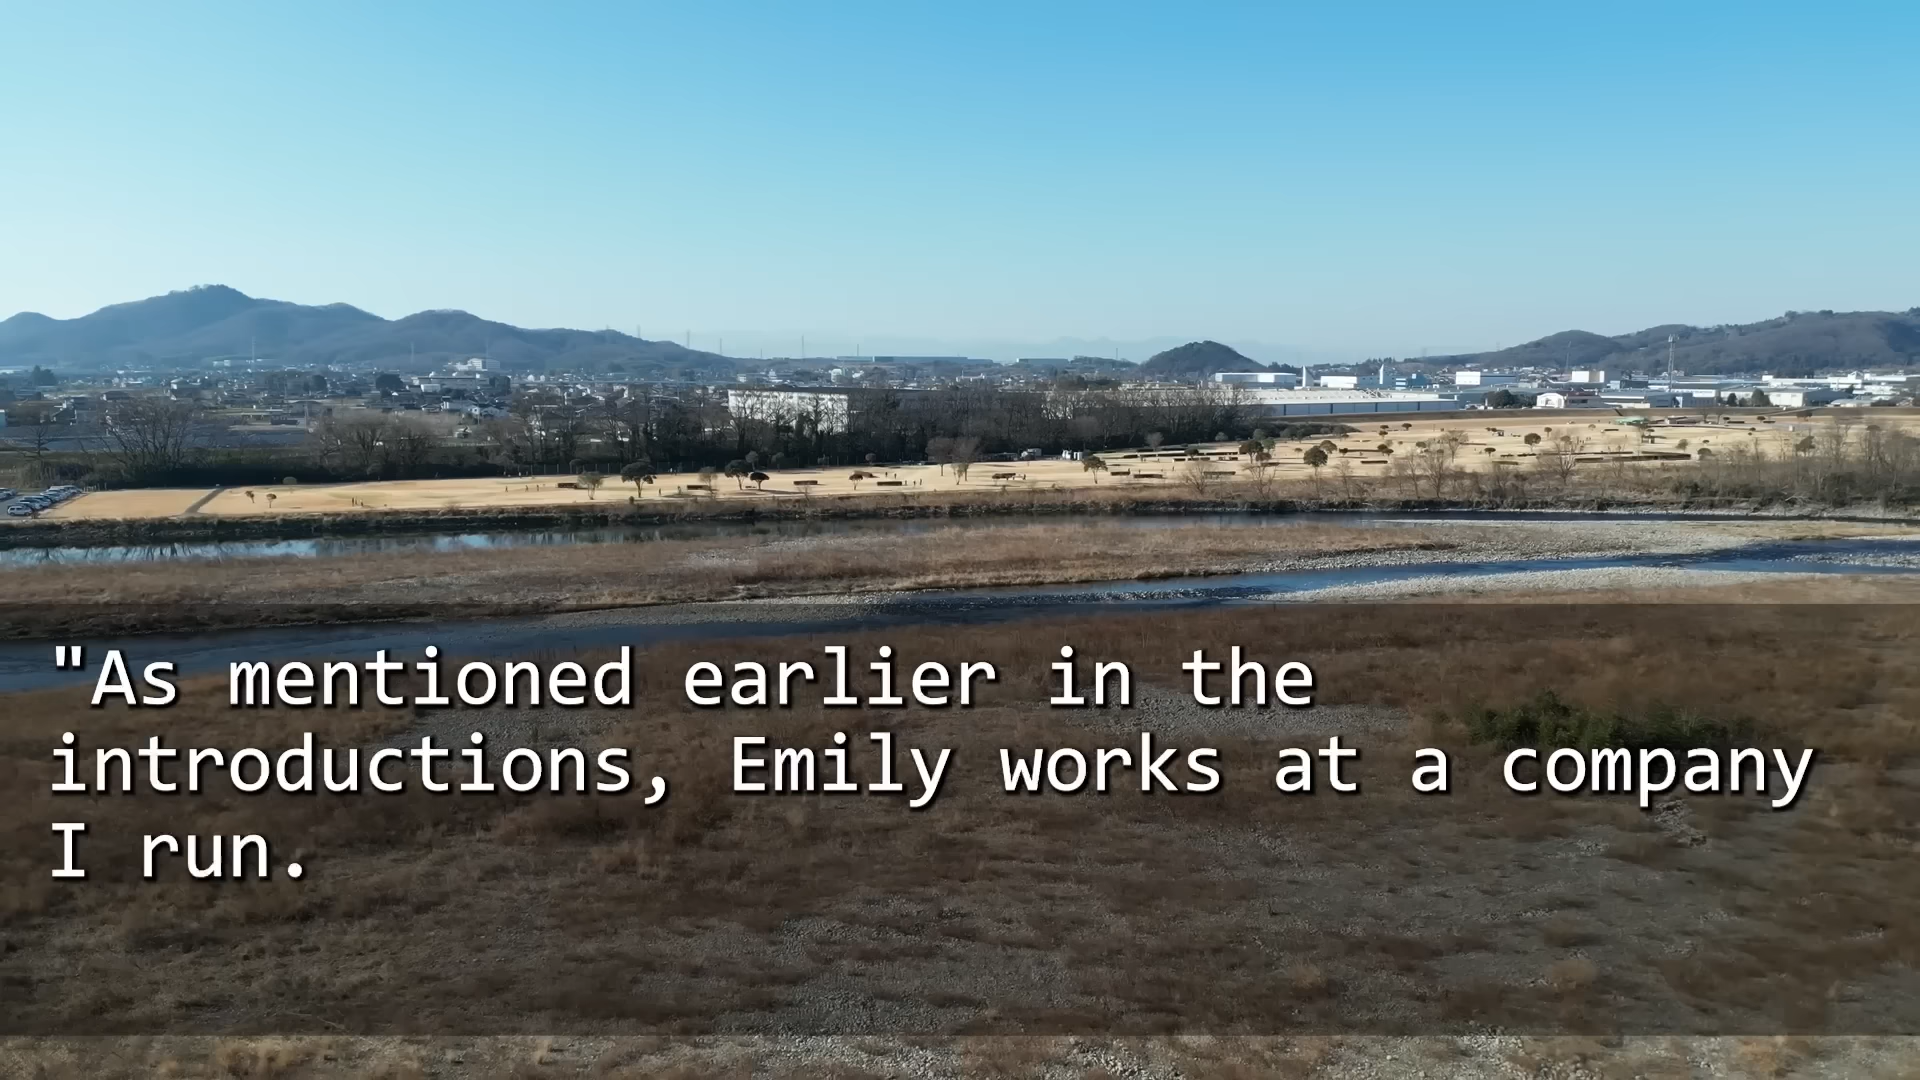 "As mentioned earlier in the
introductions, Emily works at a company
I run.